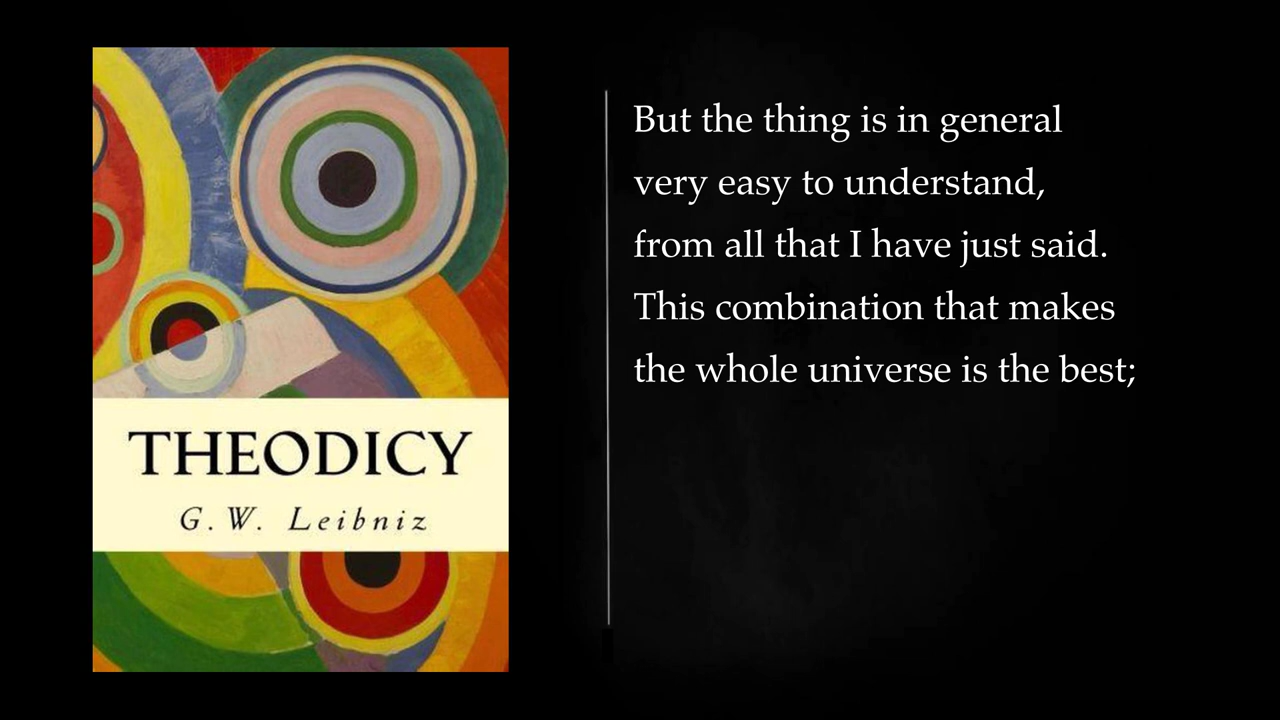 THEODICY
G. W. Leibniz
But the thing is in general
very easy to understand,
from all that I have just said.
This combination that makes
the whole universe is the best;